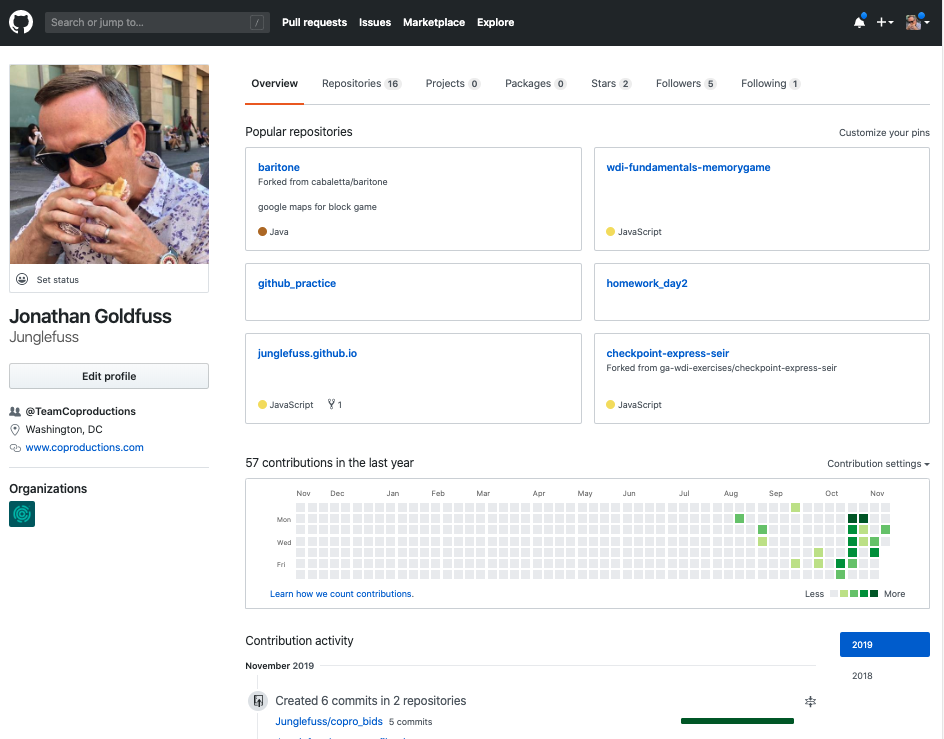 Search or jump to... /
Pull requests Issues Marketplace Explore
Overview Repositories 16 Projects 0 Packages 0 Stars 2 Followers 5 Following 1
Popular repositories Customize your pins
baritone
Forked from cabaletta/baritone
google maps for block game
Java
wdi-fundamentals-memorygame
JavaScript
github_practice
homework_day2
junglefuss.github.io
JavaScript 1
checkpoint-express-seir
Forked from ga-wdi-exercises/checkpoint-express-seir
JavaScript
Set status
Jonathan Goldfuss
Junglefuss
Edit profile
@TeamCoproductions
Washington, DC
www.coproductions.com
Organizations
57 contributions in the last year Contribution settings
Nov Dec Jan Feb Mar Apr May Jun Jul Aug Sep Oct Nov
Mon
Wed
Fri
Learn how we count contributions. Less More
Contribution activity
2019
2018
November 2019
Created 6 commits in 2 repositories
Junglefuss/copro_bids 5 commits